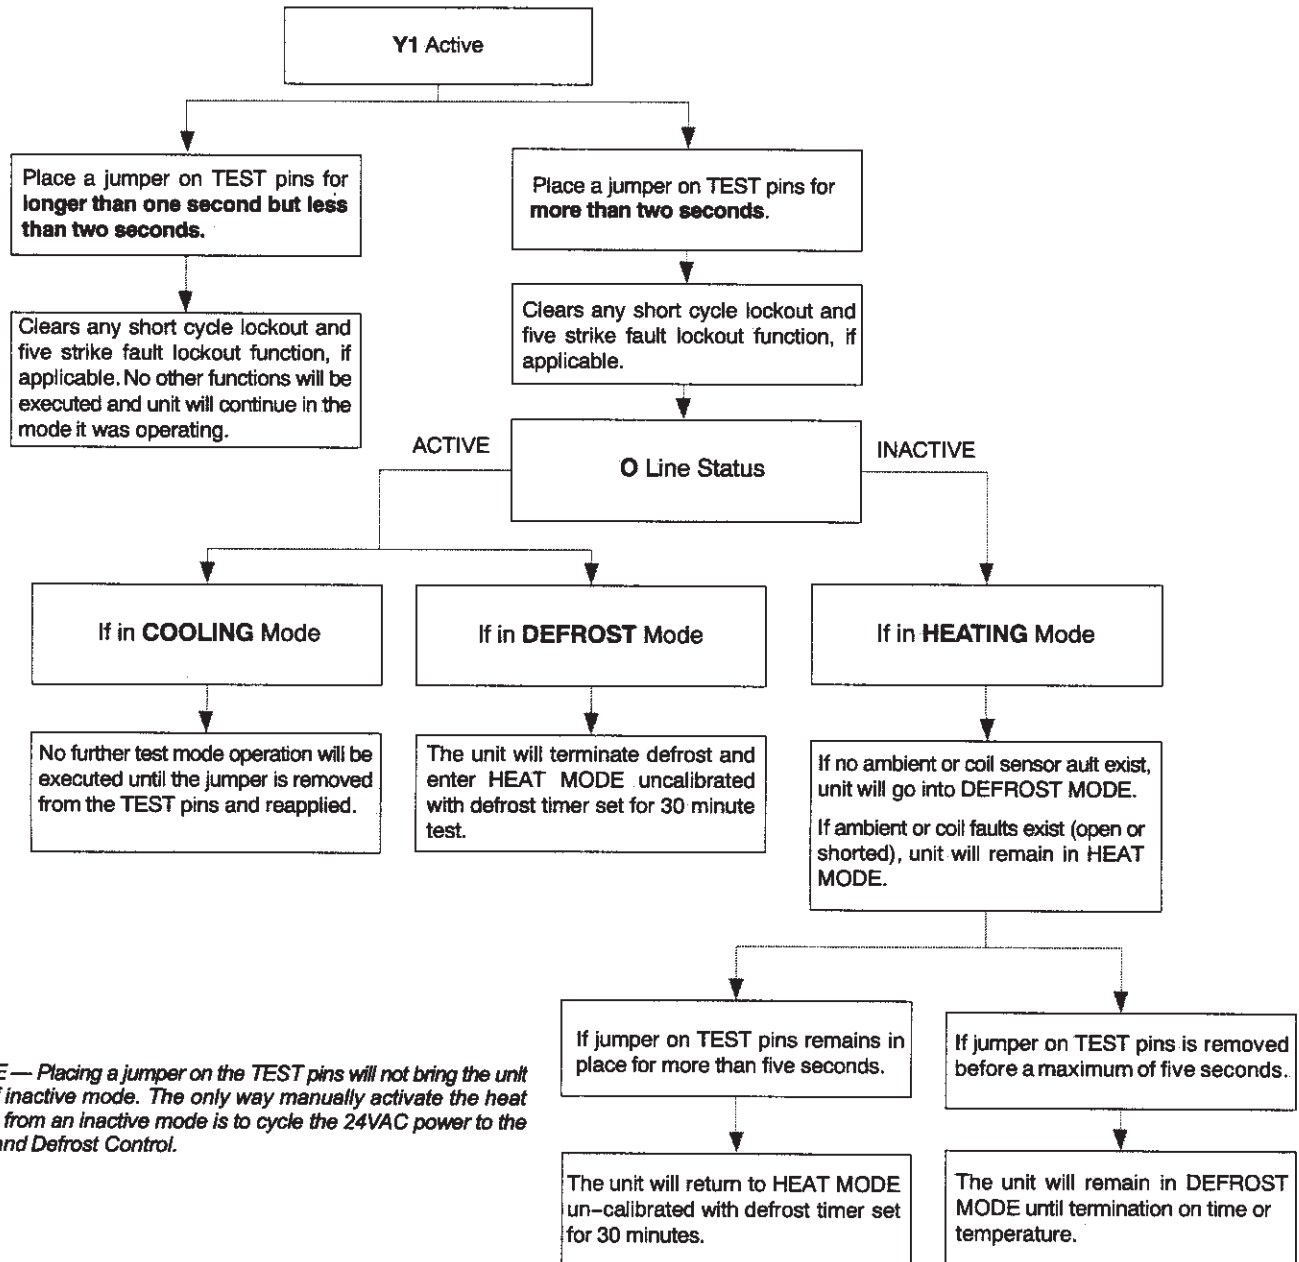 Y1 Active
Place a jumper on TEST pins for
longer than one second but less
than two seconds.
Place a jumper on TEST pins for
more than two seconds.
Clears any short cycle lockout and
five strike fault lockout function, if
applicable. No other functions will be
executed and unit will continue in the
mode it was operating.
Clears any short cycle lockout and
five strike fault lockout function, if
applicable.
ACTIVE
O Line Status
INACTIVE
If in COOLING Mode
If in DEFROST Mode
If in HEATING Mode
No further test mode operation will be
executed until the jumper is removed
from the TEST pins and reapplied.
The unit will terminate defrost and
enter HEAT MODE uncalibrated
with defrost timer set for 30 minute
test.
If no ambient or coil sensor ault exist,
unit will go into DEFROST MODE.
If ambient or coil faults exist (open or
shorted), unit will remain in HEAT
MODE.
If jumper on TEST pins remains in
place for more than five seconds.
If jumper on TEST pins is removed
before a maximum of five seconds.
E — Placing a jumper on the TEST pins will not bring the unit
f inactive mode. The only way manually activate the heat
from an inactive mode is to cycle the 24VAC power to the
and Defrost Control.
The unit will return to HEAT MODE
un-calibrated with defrost timer set
for 30 minutes.
The unit will remain in DEFROST
MODE until termination on time or
temperature.